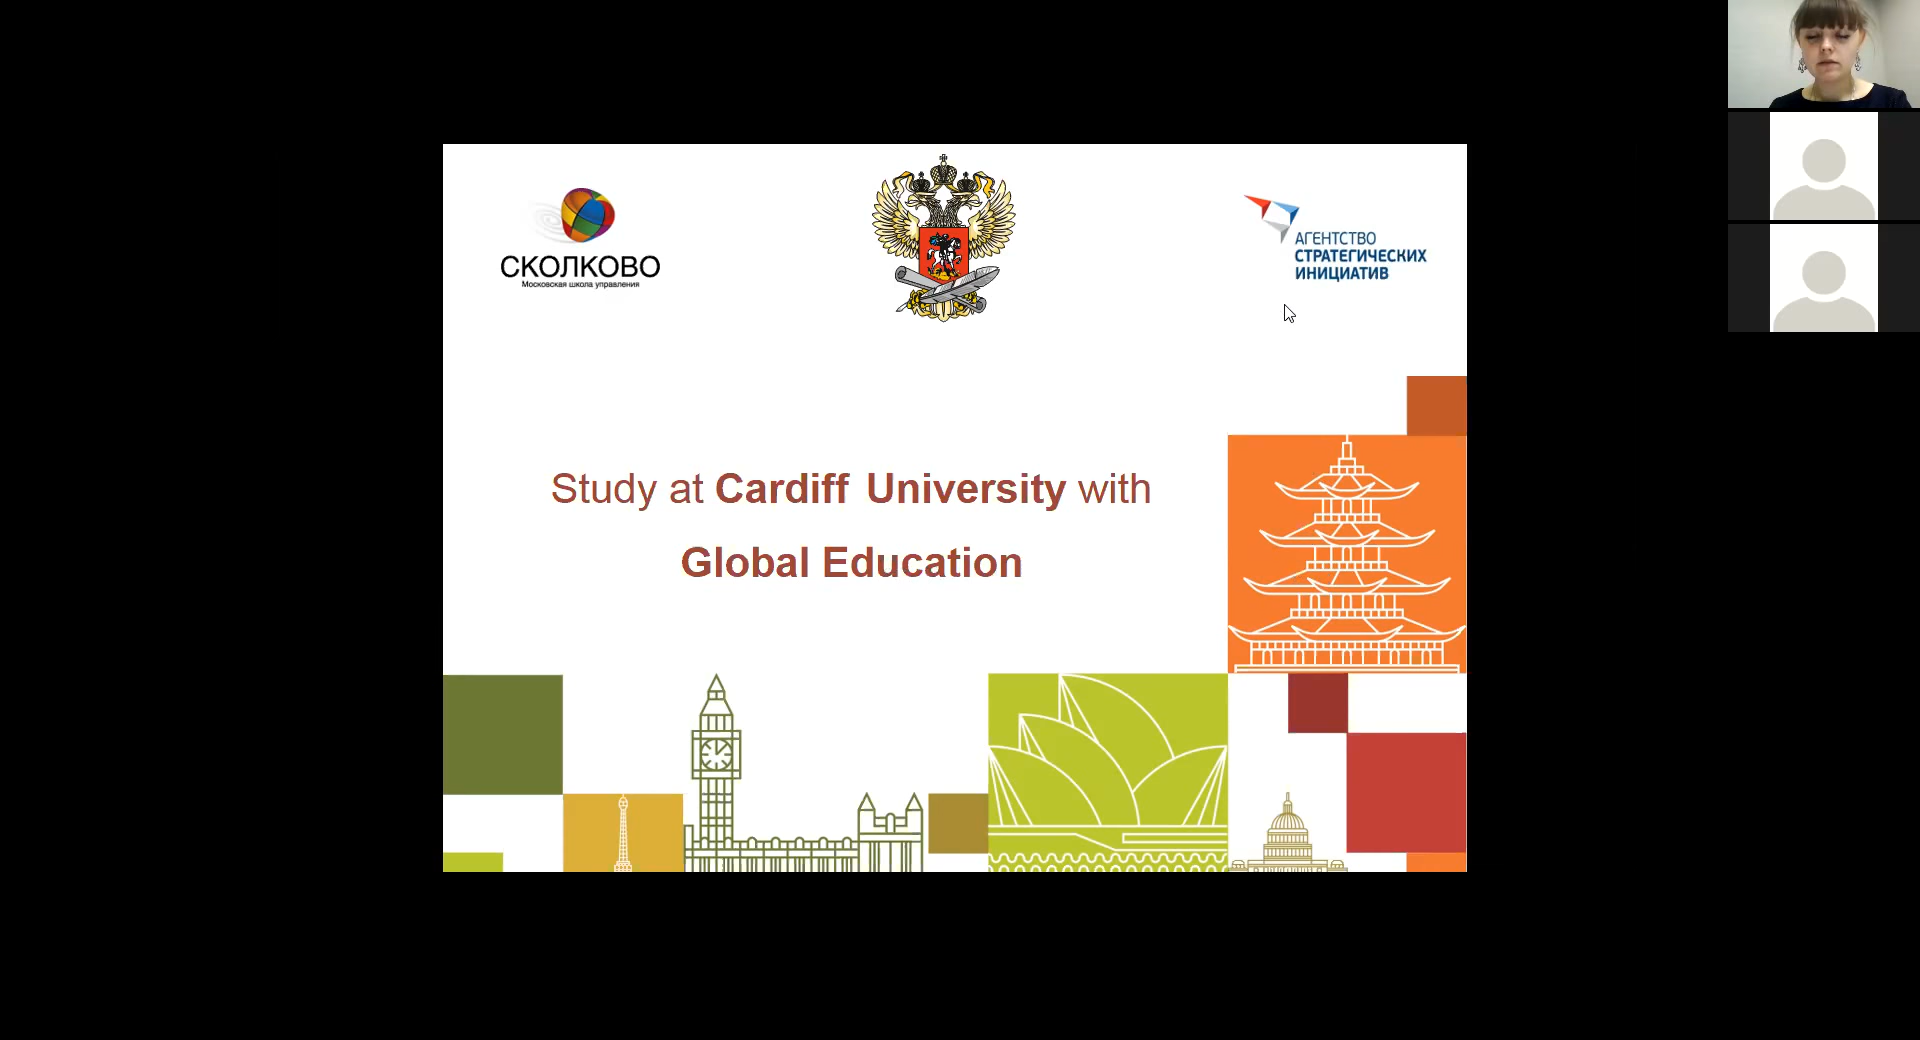 СКОЛКОВО
Московская школа управления
АГЕНТСТВО
СТРАТЕГИЧЕСКИХ
ИНИЦИАТИВ
Study at Cardiff University with
Global Education